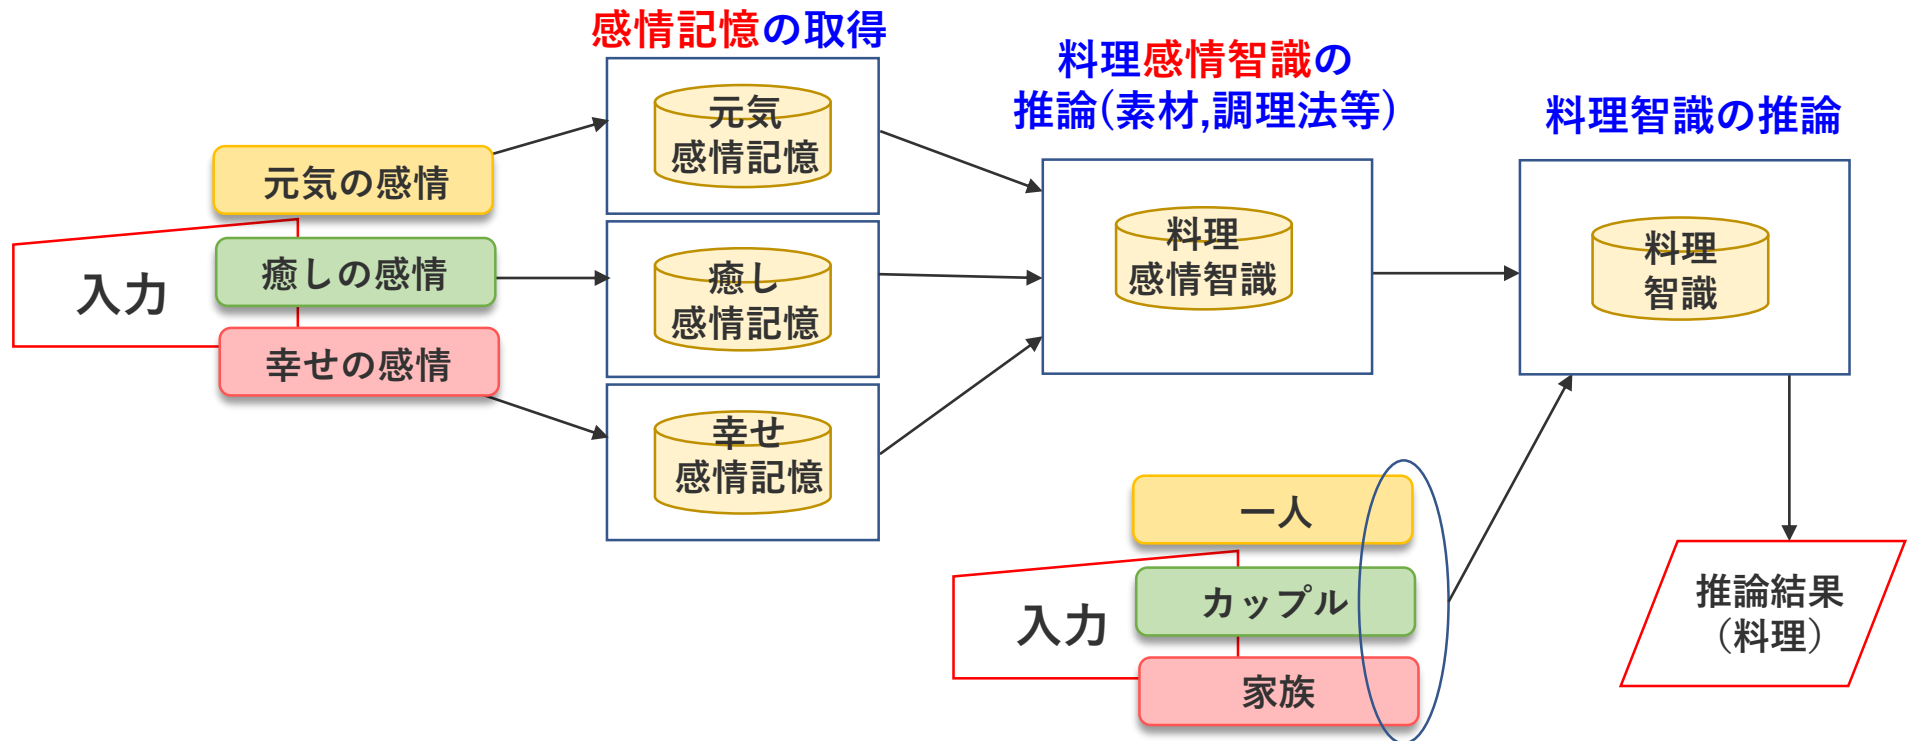 感情記憶の取得
料理感情智識の
推論(素材,調理法等)
料理智識の推論
入力
元気の感情
癒しの感情
幸せの感情
元気
感情記憶
癒し
感情記憶
幸せ
感情記憶
料理
感情智識
料理
智識
入力
一人
カップル
家族
推論結果
（料理）